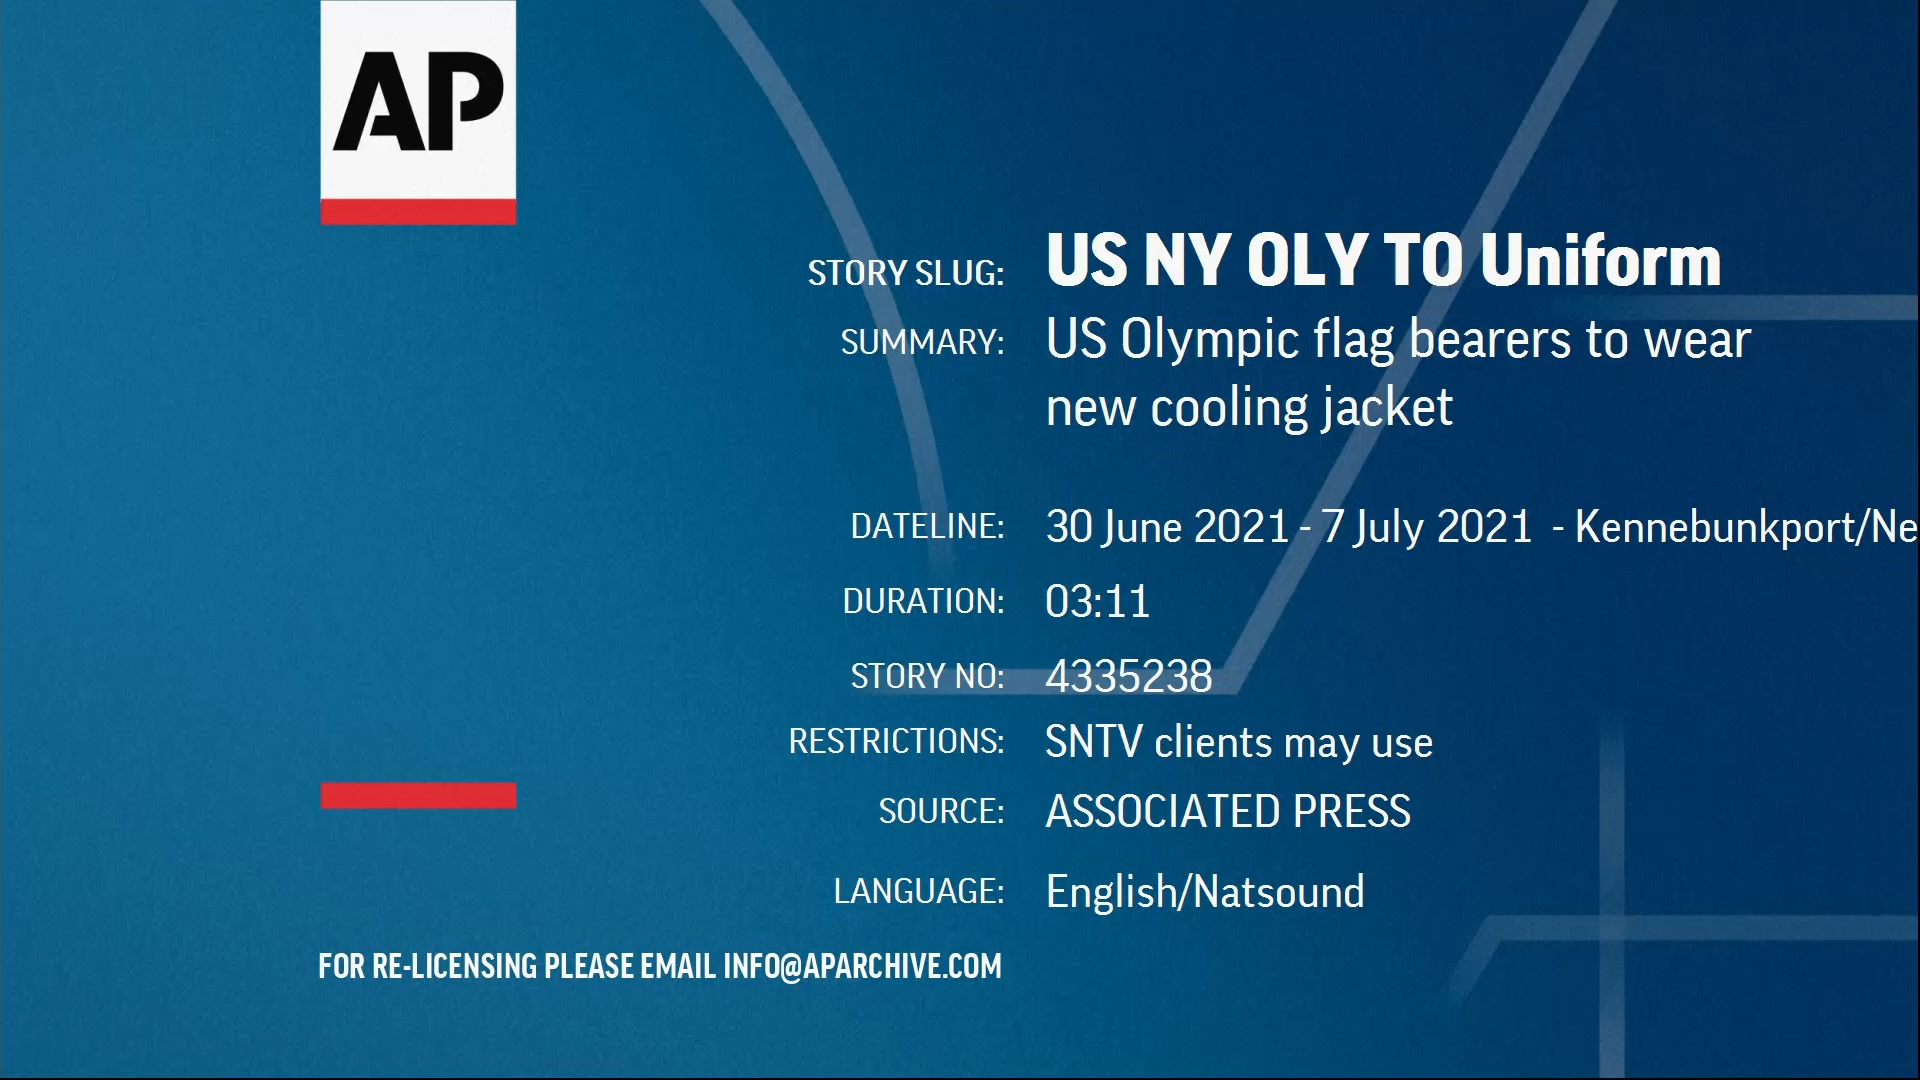 AP
STORY SLUG: US NY OLY TO Uniform
SUMMARY: US Olympic flag bearers to wear
new cooling jacket
DATELINE: 30 June 2021 - 7 July 2021 - Kennebunkport/Ne
DURATION: 03:11
STORY NO: 4335238
RESTRICTIONS: SNTV clients may use
SOURCE: ASSOCIATED PRESS
LANGUAGE: English/Natsound
FOR RE-LICENSING PLEASE EMAIL INFO@APARCHIVE.COM